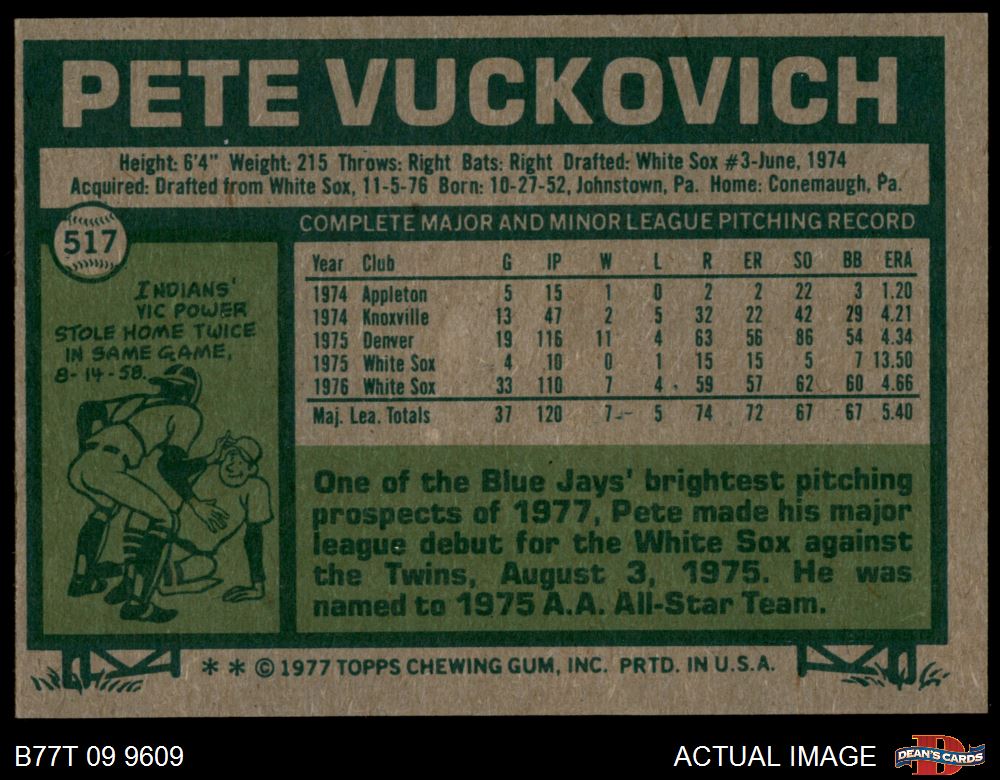 PETE VUCKOVICH
Height: 6'4" Weight: 215 Throws: Right Bats: Right Drafted: White Sox #3-June, 1974
Acquired: Drafted from White Sox, 11-5-76 Born: 10-27-52, Johnstown, Pa. Home: Conemaugh, Pa.
517
COMPLETE MAJOR AND MINOR LEAGUE PITCHING RECORD
INDIANS'
VIC POWER
STOLE HOME TWICE
IN SAME GAME,
8-14-58.
Year Club G IP W L R ER SO BB ERA
1974 Appleton 5 15 1 0 2 2 22 3 1.20
1974 Knoxville 13 47 2 5 32 22 42 29 4.21
1975 Denver 19 116 11 4 63 56 86 54 4.34
1975 White Sox 4 10 0 1 15 15 5 7 13.50
1976 White Sox 33 110 7 4 59 57 62 60 4.66
Maj. Lea. Totals 37 120 7 5 74 72 67 67 5.40
One of the Blue Jays' brightest pitching
prospects of 1977, Pete made his major
league debut for the White Sox against
the Twins, August 3, 1975. He was
named to 1975 A.A. All-Star Team.
* * © 1977 TOPPS CHEWING GUM, INC. PRTD. IN U.S.A.
B77T 09 9609
ACTUAL IMAGE
D
DEAN'S CARDS